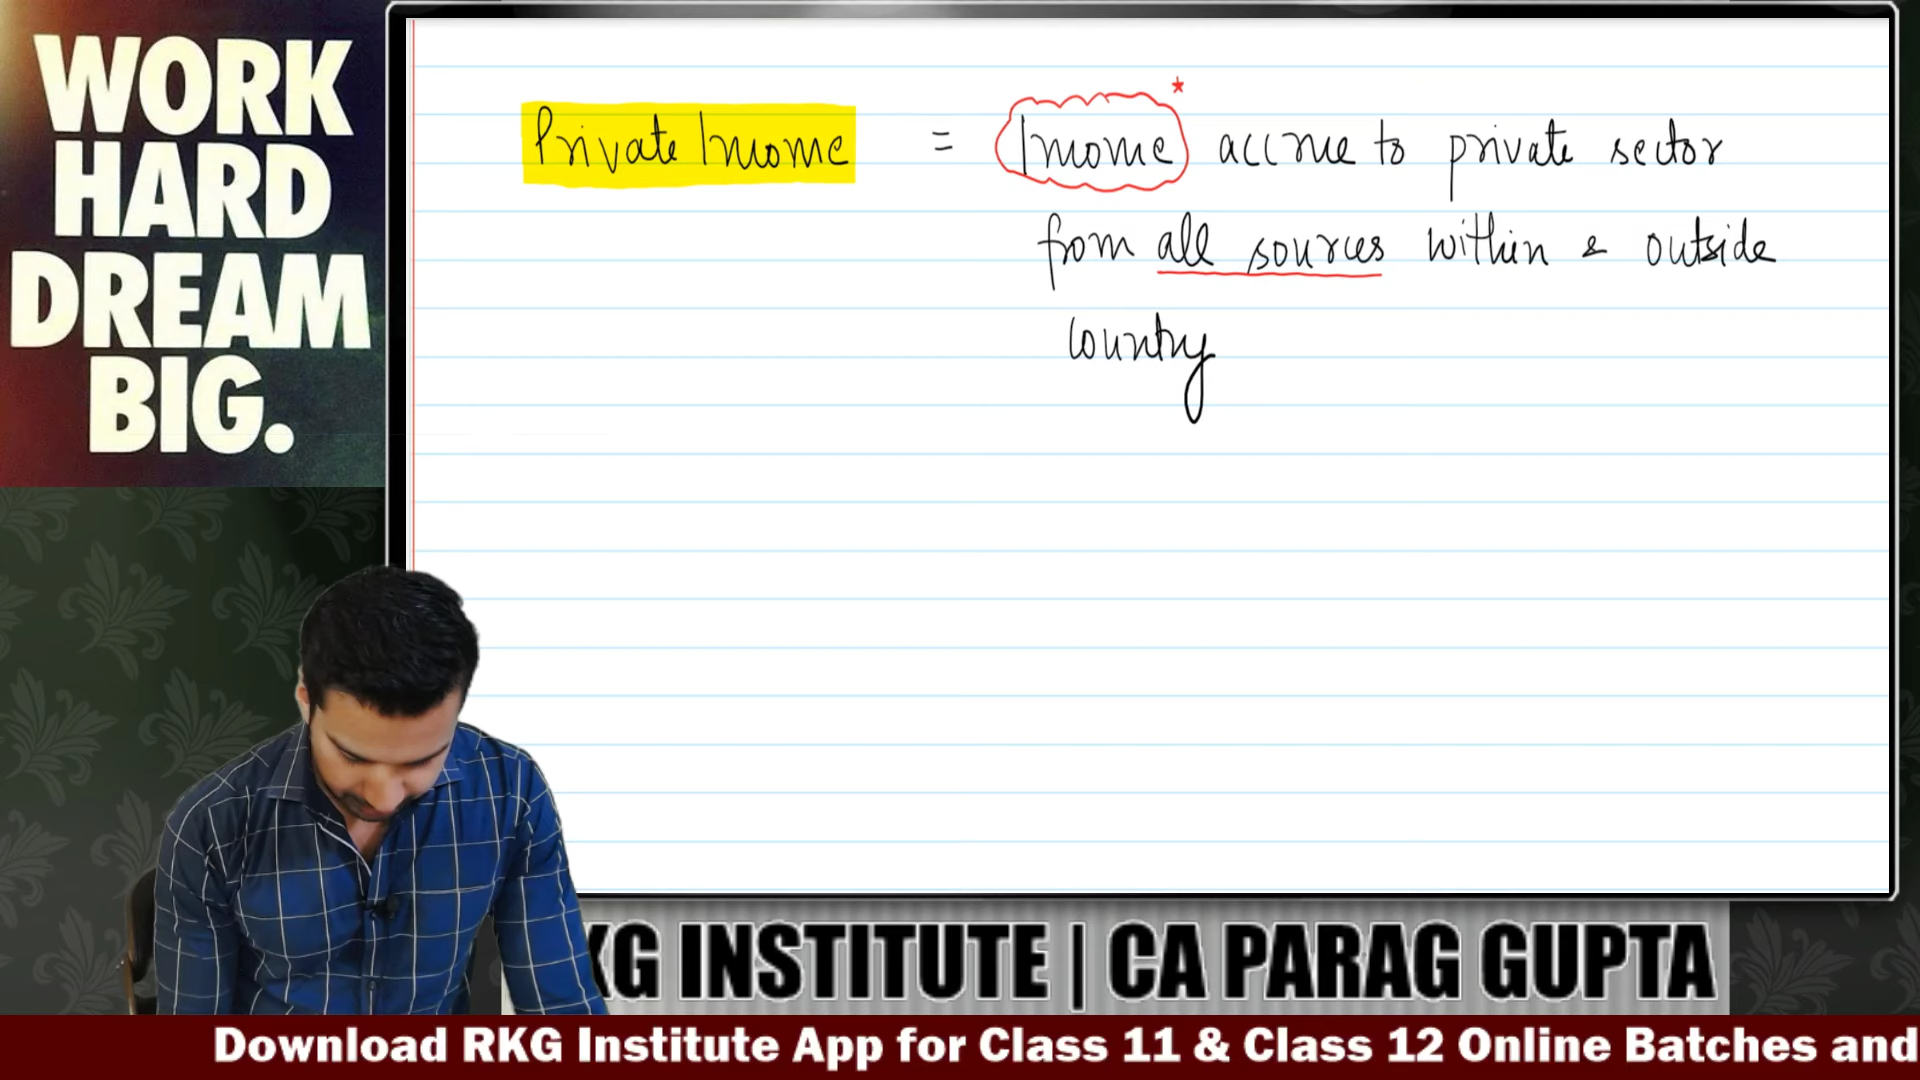 WORK
HARD
DREAM
BIG.
Private Income = Income* accrue to private sector
from all sources within & outside
country
KG INSTITUTE | CA PARAG GUPTA
Download RKG Institute App for Class 11 & Class 12 Online Batches and